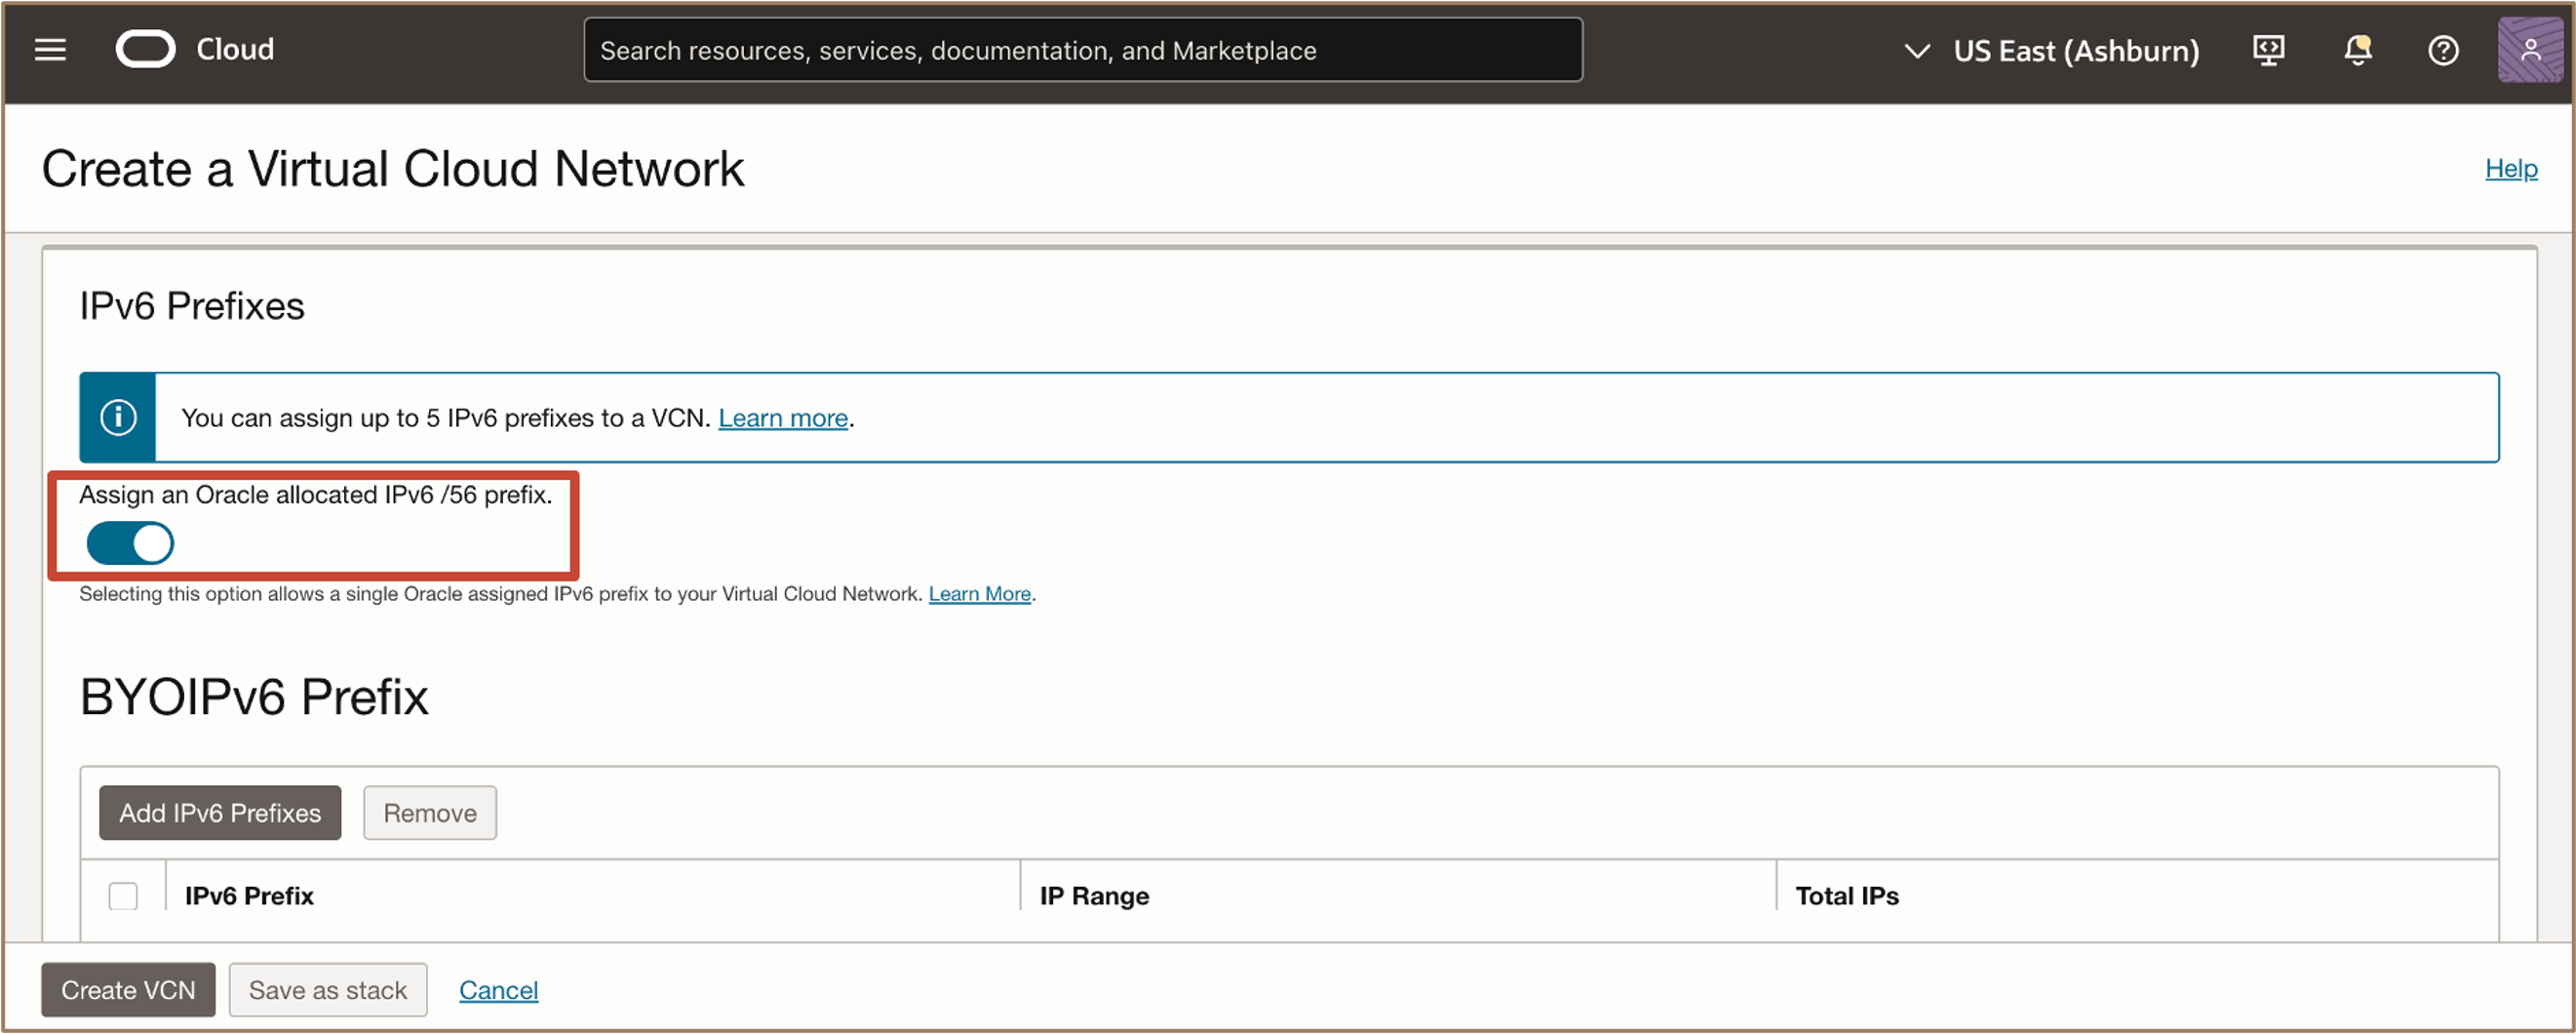 Cloud
Search resources, services, documentation, and Marketplace
US East (Ashburn)
Create a Virtual Cloud Network
Help
IPv6 Prefixes
You can assign up to 5 IPv6 prefixes to a VCN. Learn more.
Assign an Oracle allocated IPv6 /56 prefix.
Selecting this option allows a single Oracle assigned IPv6 prefix to your Virtual Cloud Network. Learn More.
BYOIPv6 Prefix
Add IPv6 Prefixes
Remove
IPv6 Prefix
IP Range
Total IPs
Create VCN
Save as stack
Cancel